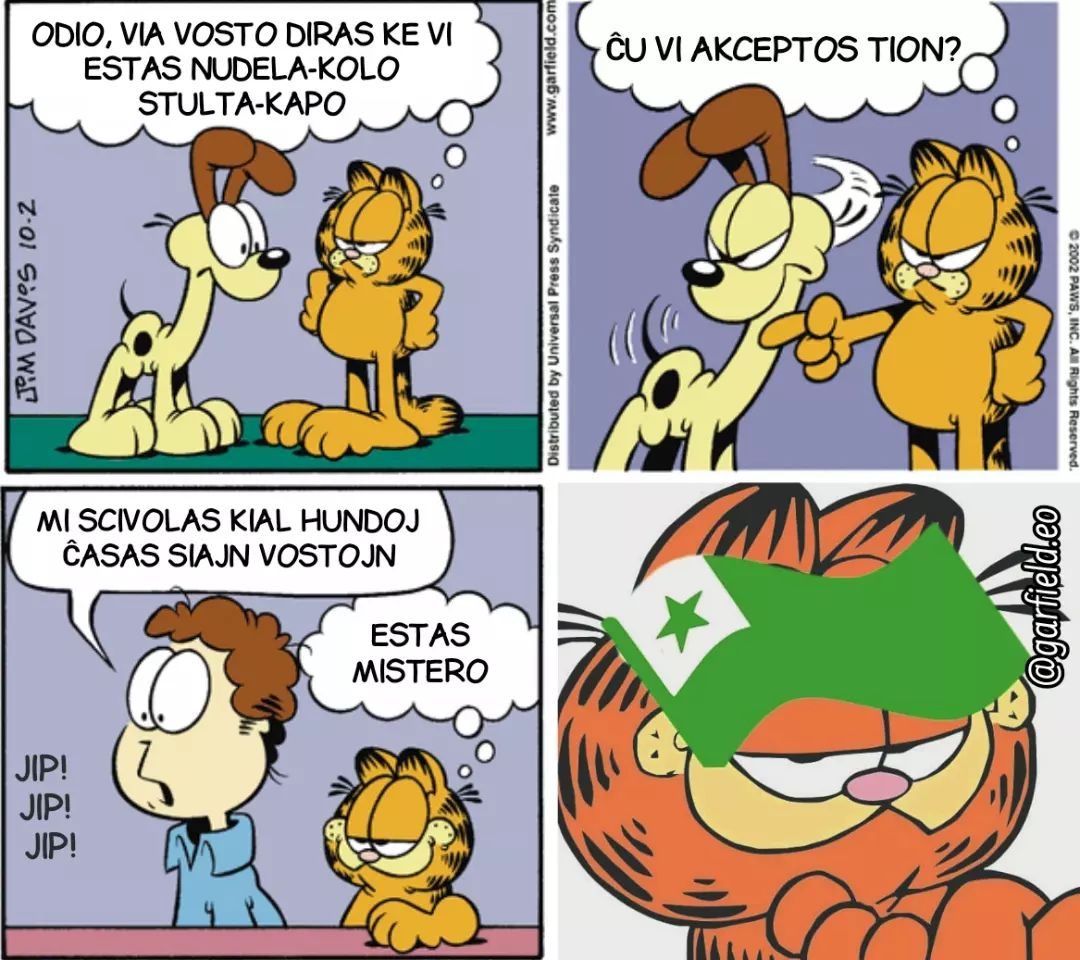 ODIO, VIA VOSTO DIRAS KE VI
ESTAS NUDELA-KOLO
STULTA-KAPO
JIM DAVIS 10-2
www.garfield.com
Distributed by Universal Press Syndicate
ĈU VI AKCEPTOS TION?
© 2002 PAWS, INC. All Rights Reserved.
MI SCIVOLAS KIAL HUNDOJ
ĈASAS SIAJN VOSTOJN
ESTAS
MISTERO
JIP!
JIP!
JIP!
@garfield.eo